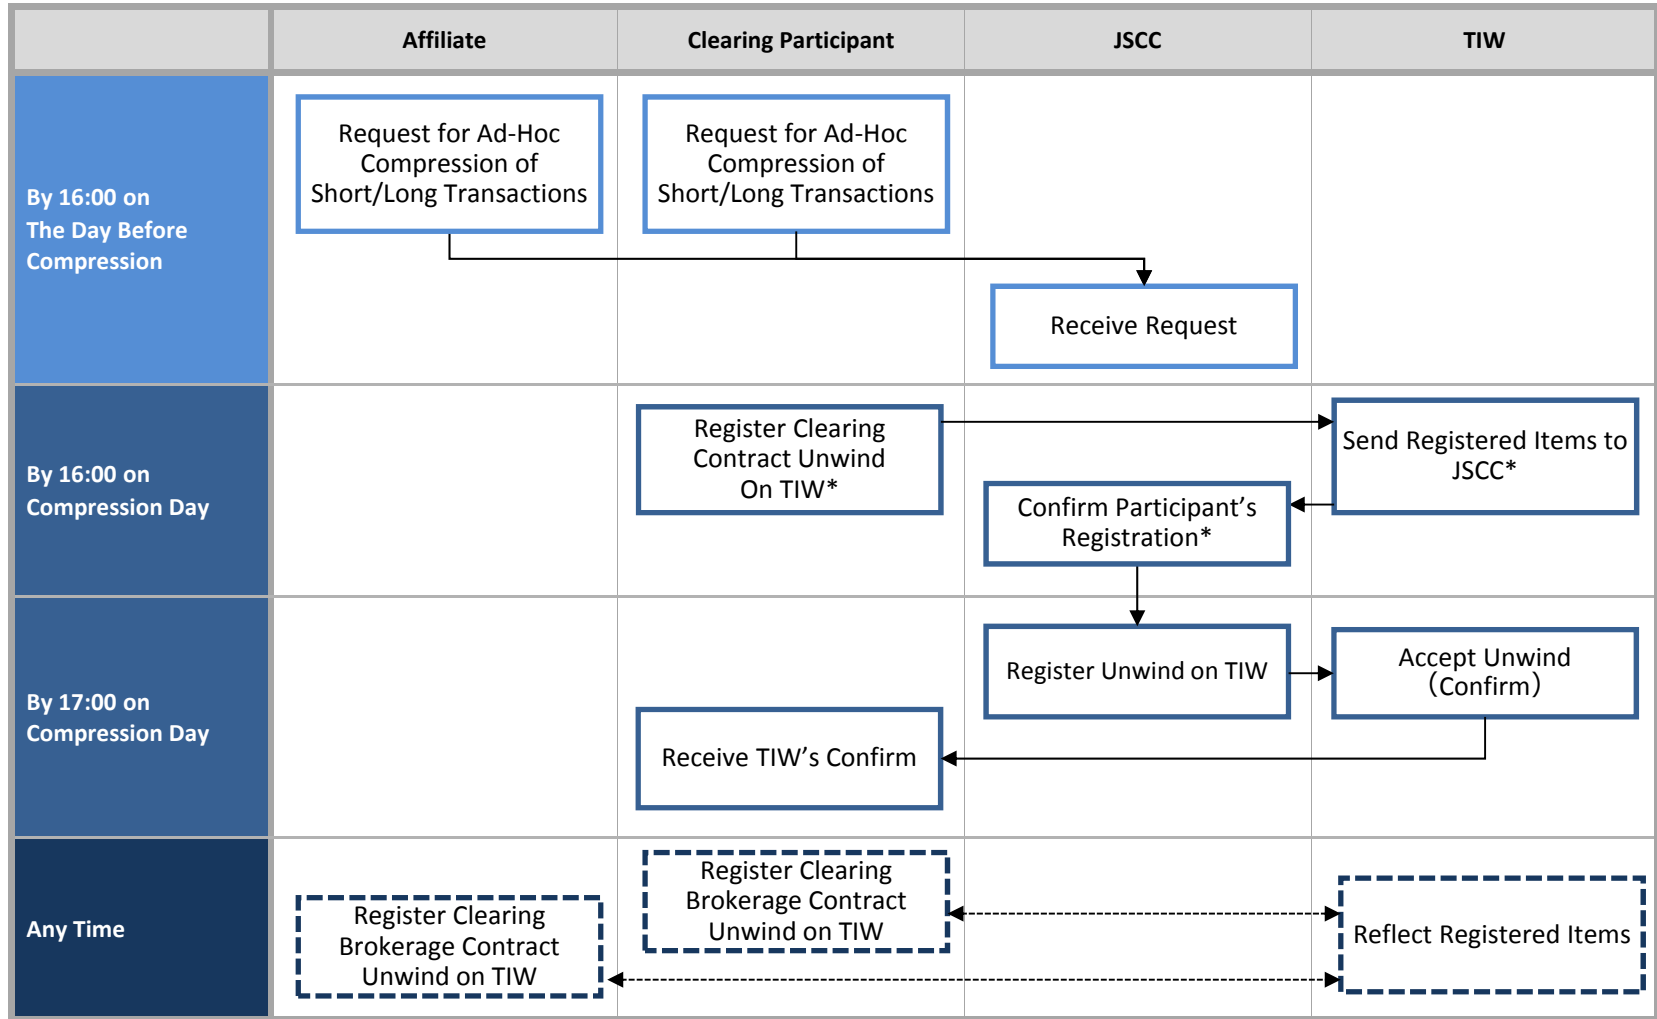 Affiliate
Clearing Participant
JSCC
TIW
By 16:00 on
The Day Before
Compression
Request for Ad-Hoc
Compression of
Short/Long Transactions
Request for Ad-Hoc
Compression of
Short/Long Transactions
Receive Request
By 16:00 on
Compression Day
Register Clearing
Contract Unwind
On TIW*
Send Registered Items to
JSCC*
Confirm Participant’s
Registration*
By 17:00 on
Compression Day
Register Unwind on TIW
Accept Unwind
（Confirm）
Receive TIW’s Confirm
Any Time
Register Clearing
Brokerage Contract
Unwind on TIW
Register Clearing
Brokerage Contract
Unwind on TIW
Reflect Registered Items